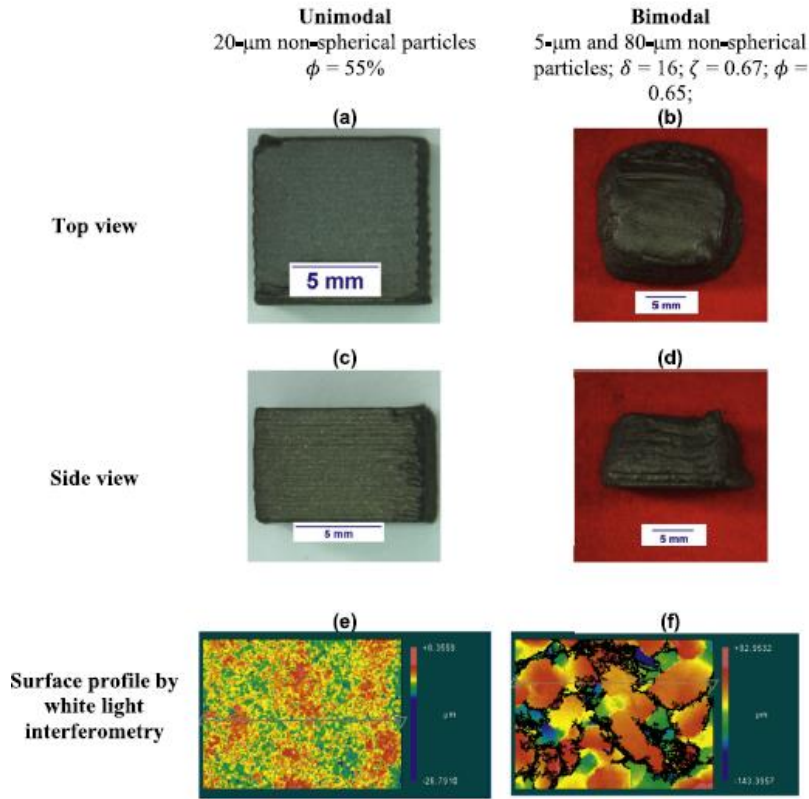 Unimodal
20-μm non-spherical particles
ϕ = 55%
Bimodal
5-μm and 80-μm non-spherical
particles; δ = 16; ζ = 0.67; ϕ =
0.65;
(a)
(b)
Top view
5 mm
5 mm
(c)
(d)
Side view
5 mm
5 mm
(e)
(f)
Surface profile by
white light
interferometry
μm
-143.3957
μm